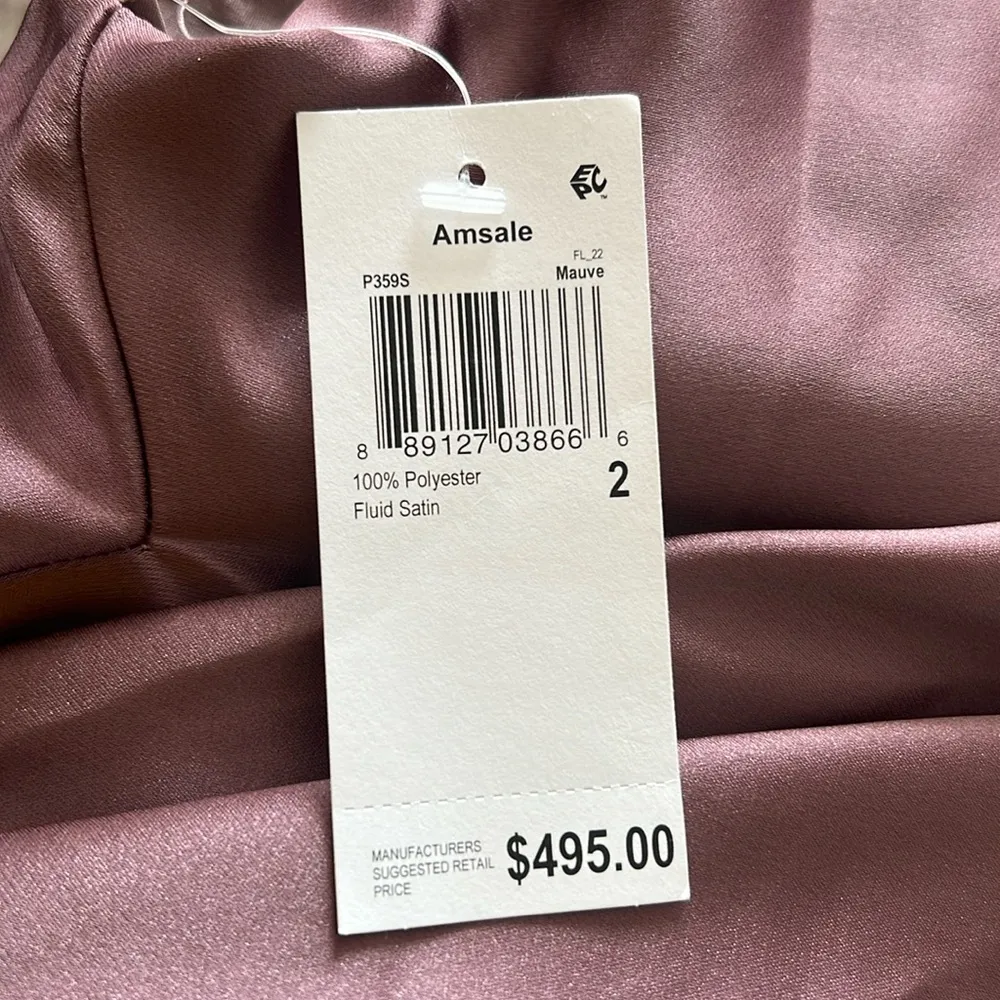 EPC™
Amsale
FL_22
P359S Mauve
8 89127 03866 6
100% Polyester 2
Fluid Satin
MANUFACTURERS
SUGGESTED RETAIL $495.00
PRICE